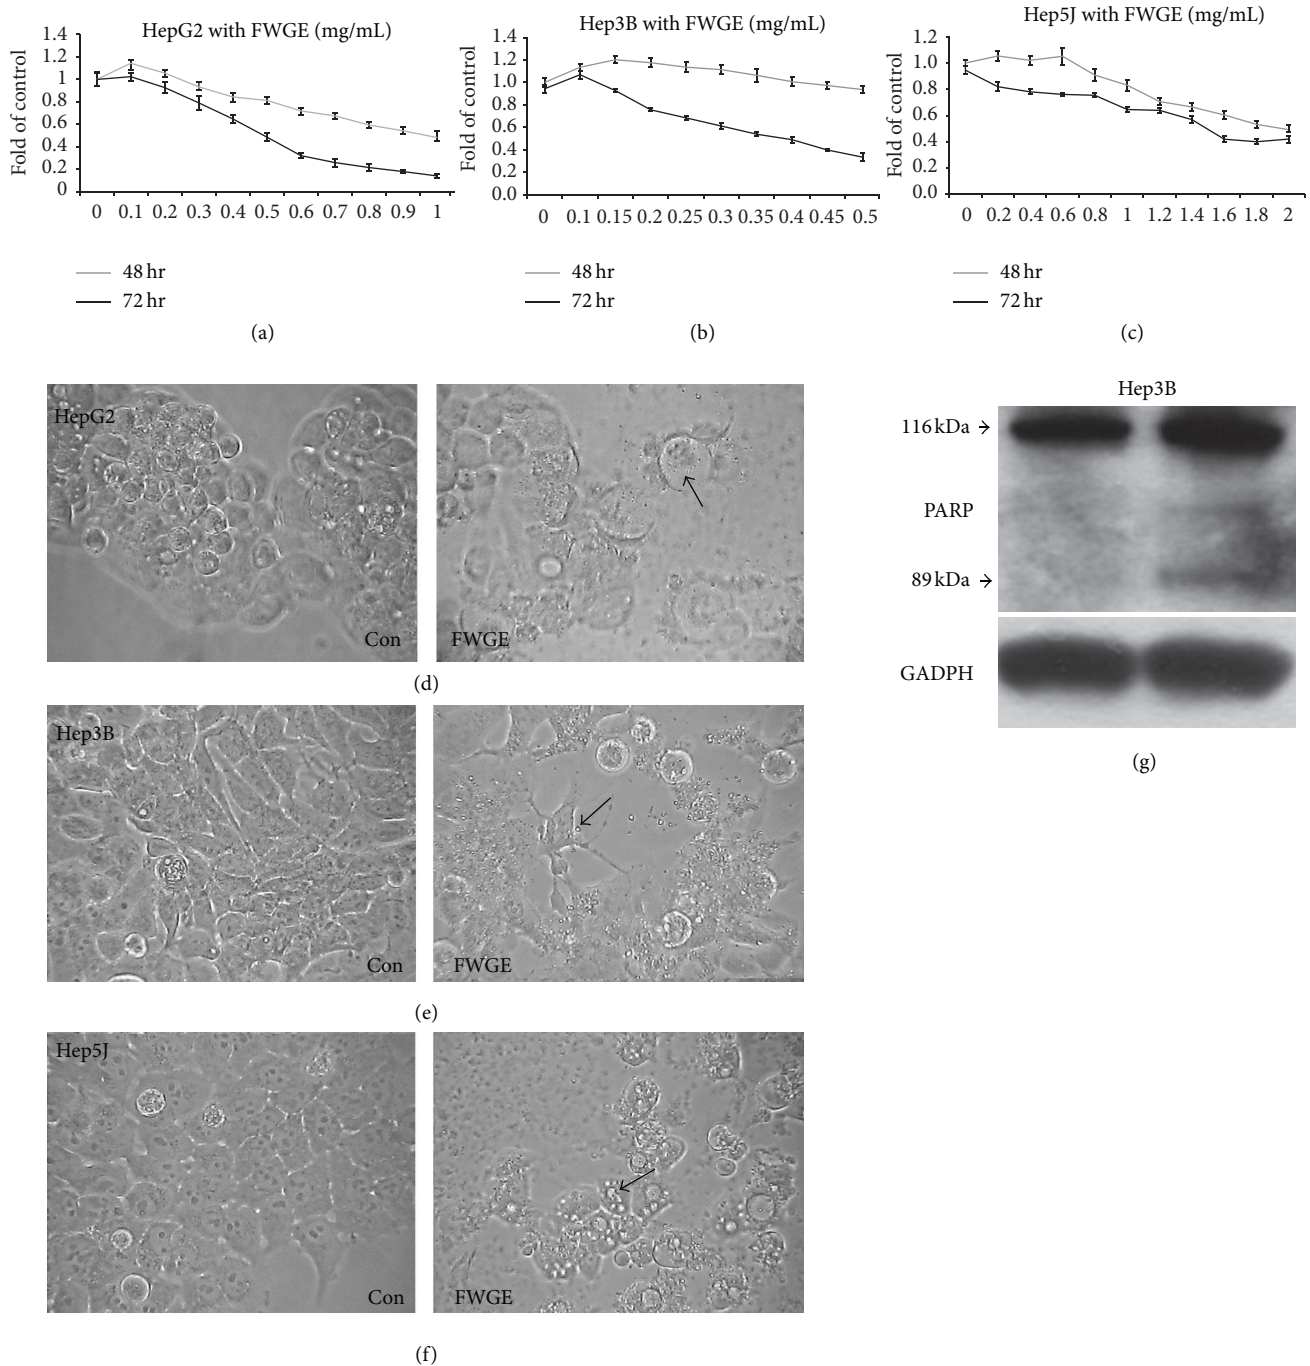 HepG2 with FWGE (mg/mL)
Fold of control
1.4
1.2
1
0.8
0.6
0.4
0.2
0
0 0.1 0.2 0.3 0.4 0.5 0.6 0.7 0.8 0.9 1
48 hr
72 hr
(a)
Hep3B with FWGE (mg/mL)
Fold of control
1.4
1.2
1.0
0.8
0.6
0.4
0.2
0.0
0 0.1 0.15 0.2 0.25 0.3 0.35 0.4 0.45 0.5
48 hr
72 hr
(b)
Hep5J with FWGE (mg/mL)
Fold of control
1.2
1.0
0.8
0.6
0.4
0.2
0.0
0 0.2 0.4 0.6 0.8 1 1.2 1.4 1.6 1.8 2
48 hr
72 hr
(c)
HepG2
Con
FWGE
(d)
Hep3B
Con
FWGE
(e)
Hep5J
Con
FWGE
(f)
Hep3B
116 kDa
PARP
89 kDa
GADPH
(g)